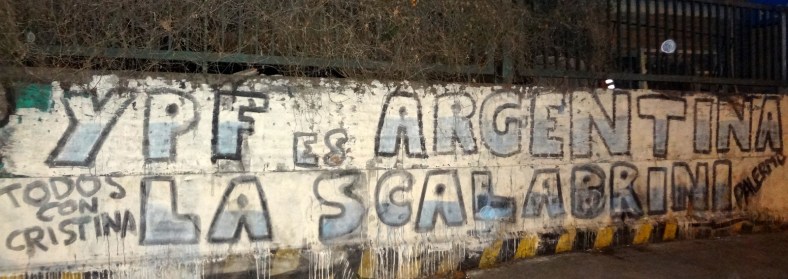 YPF ES ARGENTINA
TODOS
CON
CRISTINA
LA SCALABRINI
PALERMO